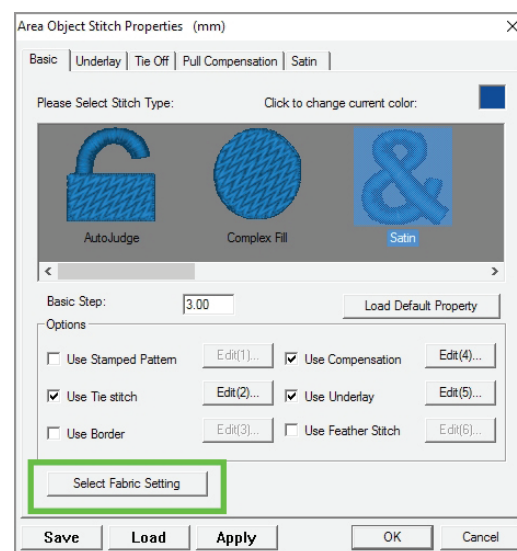 Area Object Stitch Properties (mm)
Basic Underlay Tie Off Pull Compensation Satin
Please Select Stitch Type: Click to change current color:
AutoJudge Complex Fill Satin
Basic Step: 3.00 Load Default Property
Options
Use Stamped Pattern Edit(1)... Use Compensation Edit(4)...
Use Tie stitch Edit(2)... Use Underlay Edit(5)...
Use Border Edit(3)... Use Feather Stitch Edit(6)...
Select Fabric Setting
Save Load Apply OK Cancel